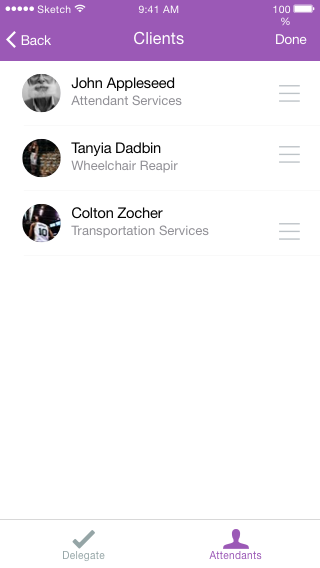 Sketch 9:41 AM 100
%
Back Clients Done
John Appleseed
Attendant Services
Tanyia Dadbin
Wheelchair Reapir
Colton Zocher
10
Transportation Services
Delegate Attendants